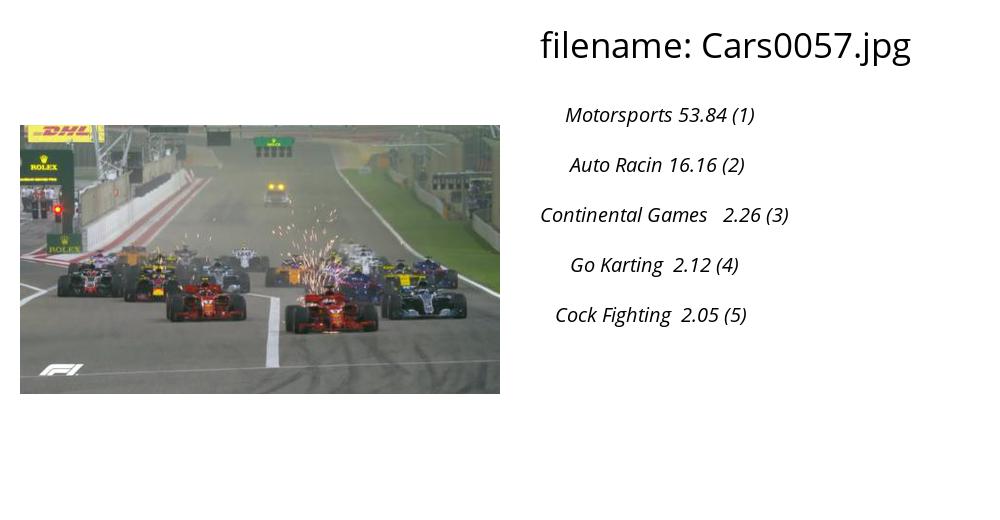 filename: Cars0057.jpg
Motorsports 53.84 (1)
Auto Racin 16.16 (2)
Continental Games 2.26 (3)
Go Karting 2.12 (4)
Cock Fighting 2.05 (5)
DHL
ROLEX
ROLEX
F1